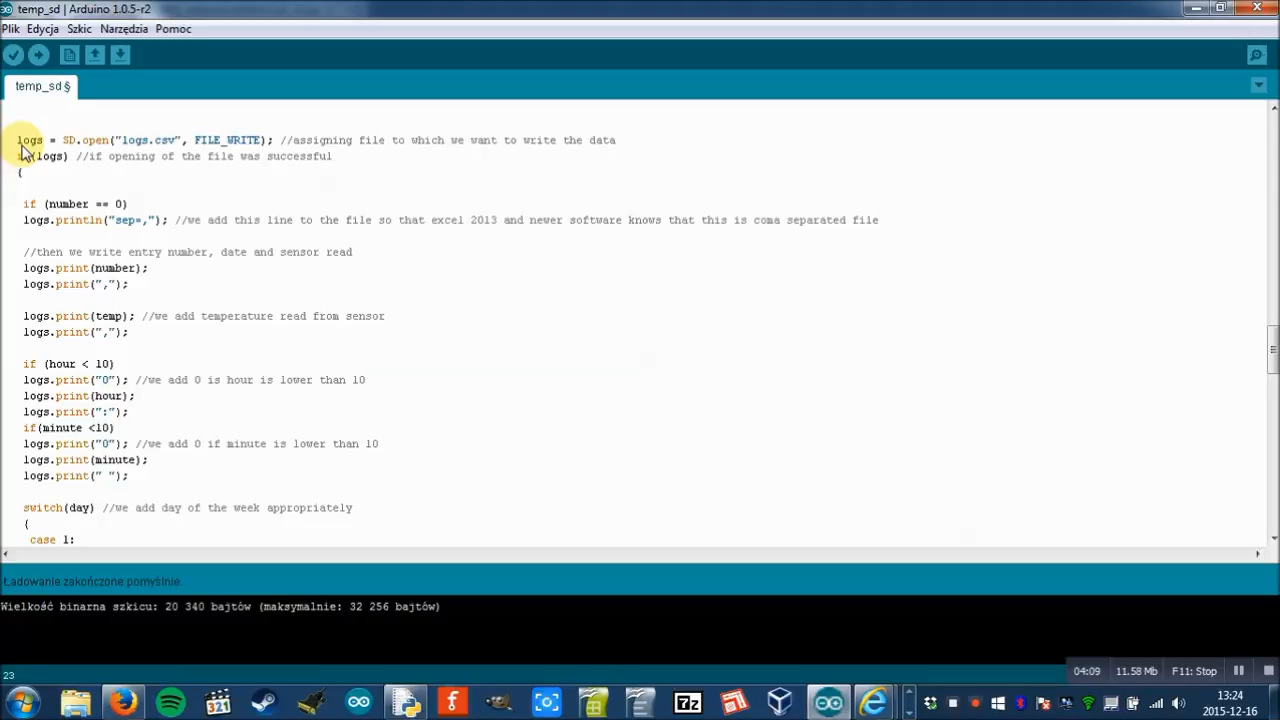 temp_sd | Arduino 1.0.5-r2
Plik Edycja Szkic Narzędzia Pomoc
temp_sd §
logs = SD.open("logs.csv", FILE_WRITE); //assigning file to which we want to write the data
(logs) //if opening of the file was successful
{
if (number == 0)
logs.println("sep=,"); //we add this line to the file so that excel 2013 and newer software knows that this is coma separated file
//then we write entry number, date and sensor read
logs.print(number);
logs.print(",");
logs.print(temp); //we add temperature read from sensor
logs.print(",");
if (hour < 10)
logs.print("0"); //we add 0 is hour is lower than 10
logs.print(hour);
logs.print(":");
if(minute <10)
logs.print("0"); //we add 0 if minute is lower than 10
logs.print(minute);
logs.print(" ");
switch(day) //we add day of the week appropriately
{
case 1:
Ładowanie zakończone pomyślnie.
Wielkość binarna szkicu: 20 340 bajtów (maksymalnie: 32 256 bajtów)
23
04:09 11.58 Mb F11: Stop
321
7z
13:24
2015-12-16